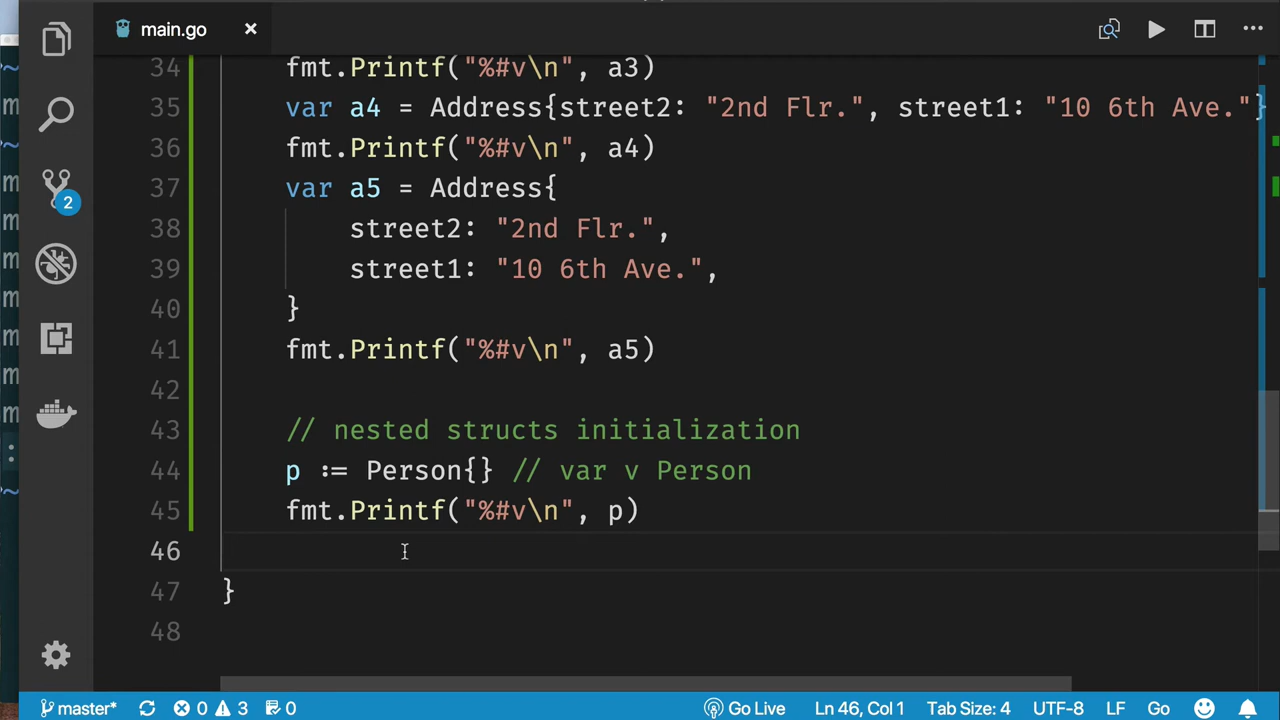 main.go
34 fmt.Printf("%#v\n", a3)
35 var a4 = Address{street2: "2nd Flr.", street1: "10 6th Ave."}
36 fmt.Printf("%#v\n", a4)
37 var a5 = Address{
38 street2: "2nd Flr.",
39 street1: "10 6th Ave.",
40 }
41 fmt.Printf("%#v\n", a5)
42
43 // nested structs initialization
44 p := Person{} // var v Person
45 fmt.Printf("%#v\n", p)
46
47 }
48
2
master* 0 3 0 Go Live Ln 46, Col 1 Tab Size: 4 UTF-8 LF Go